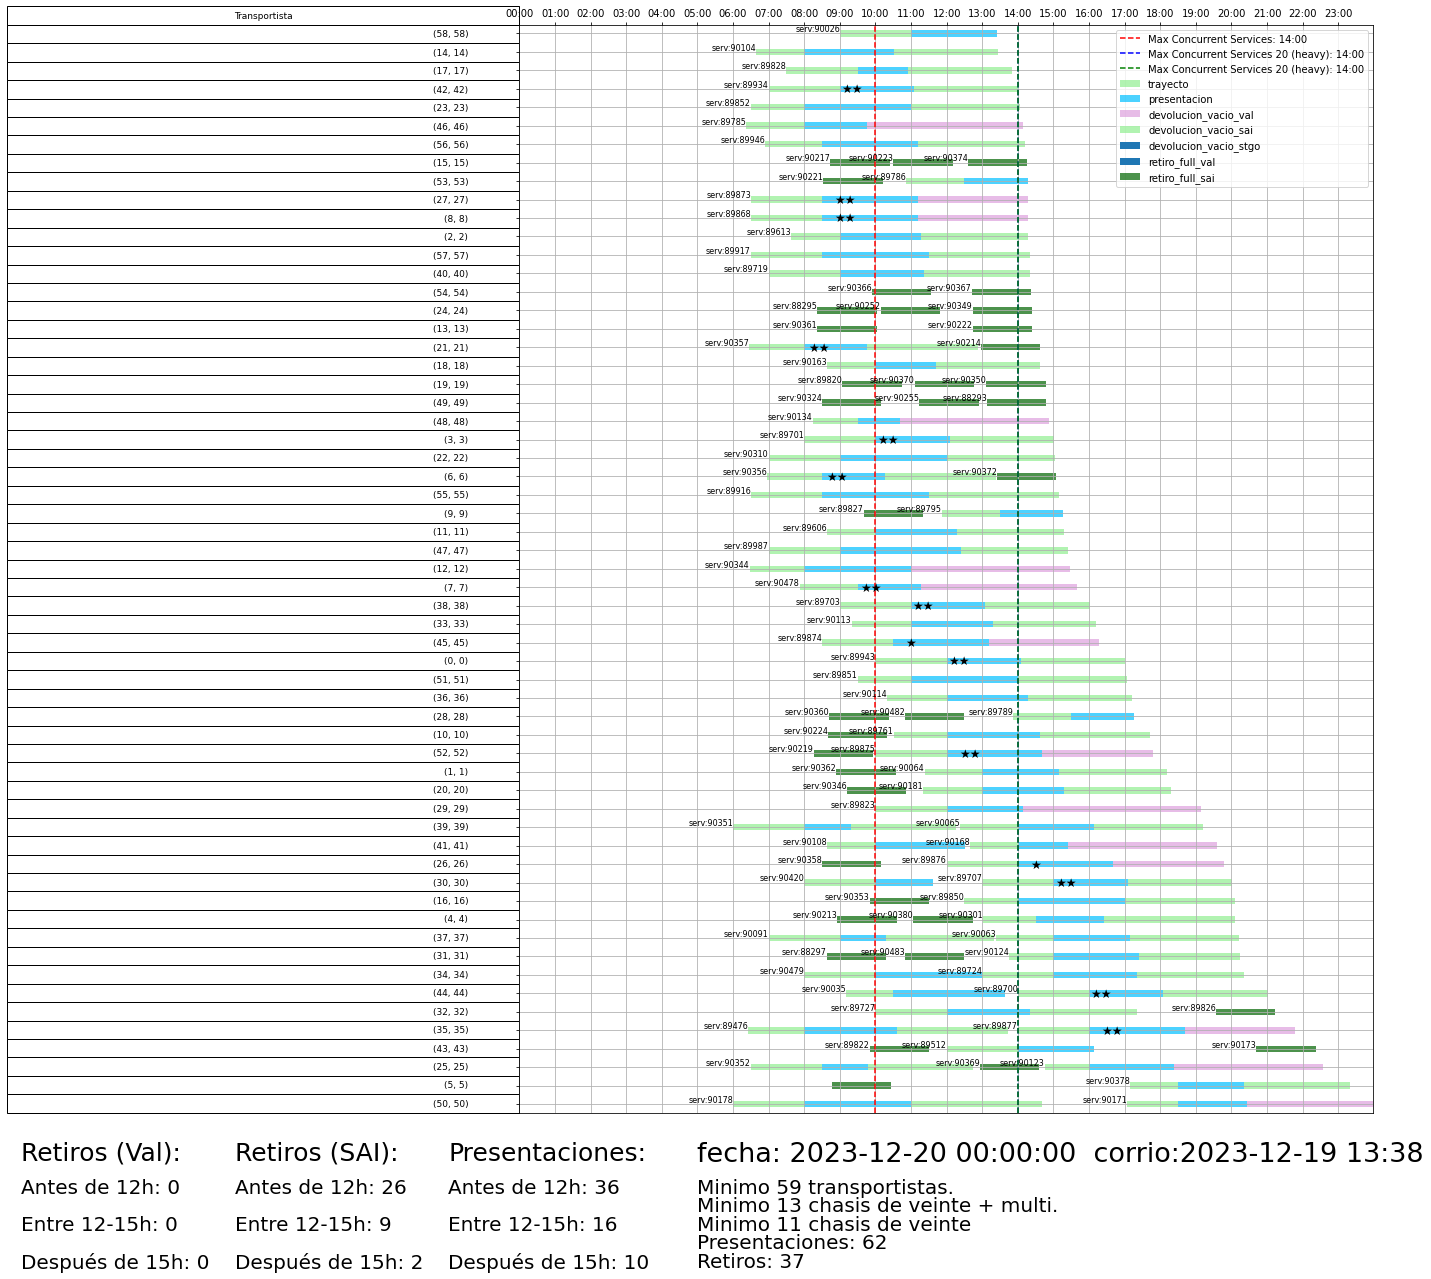 Transportista
00:00 01:00 02:00 03:00 04:00 05:00 06:00 07:00 08:00 09:00 10:00 11:00 12:00 13:00 14:00 15:00 16:00 17:00 18:00 19:00 20:00 21:00 22:00 23:00
Max Concurrent Services: 14:00
Max Concurrent Services 20 (heavy): 14:00
Max Concurrent Services 20 (heavy): 14:00
trayecto
presentacion
devolucion_vacio_val
devolucion_vacio_sai
devolucion_vacio_stgo
retiro_full_val
retiro_full_sai
(58, 58) serv:90026
(14, 14) serv:90104
(17, 17) serv:89828
(42, 42) serv:89934
(23, 23) serv:89852
(46, 46) serv:89785
(56, 56) serv:89946
(15, 15) serv:90217 serv:90223 serv:90374
(53, 53) serv:90221 serv:89786
(27, 27) serv:89873
(8, 8) serv:89868
(2, 2) serv:89613
(57, 57) serv:89917
(40, 40) serv:89719
(54, 54) serv:90366 serv:90367
(24, 24) serv:88295 serv:90252 serv:90349
(13, 13) serv:90361 serv:90222
(21, 21) serv:90357 serv:90214
(18, 18) serv:90163
(19, 19) serv:89820 serv:90370 serv:90350
(49, 49) serv:90324 serv:90255 serv:88293
(48, 48) serv:90134
(3, 3) serv:89701
(22, 22) serv:90310
(6, 6) serv:90356 serv:90372
(55, 55) serv:89916
(9, 9) serv:89827 serv:89795
(11, 11) serv:89606
(47, 47) serv:89987
(12, 12) serv:90344
(7, 7) serv:90478
(38, 38) serv:89703
(33, 33) serv:90113
(45, 45) serv:89874
(0, 0) serv:89943
(51, 51) serv:89851
(36, 36) serv:90114
(28, 28) serv:90360 serv:90482 serv:89789
(10, 10) serv:90224 serv:89761
(52, 52) serv:90219 serv:89875
(1, 1) serv:90362 serv:90064
(20, 20) serv:90346 serv:90181
(29, 29) serv:89823
(39, 39) serv:90351 serv:90065
(41, 41) serv:90108 serv:90168
(26, 26) serv:90358 serv:89876
(30, 30) serv:90420 serv:89707
(16, 16) serv:90353 serv:89850
(4, 4) serv:90213 serv:90380 serv:90301
(37, 37) serv:90091 serv:90063
(31, 31) serv:88297 serv:90483 serv:90124
(34, 34) serv:90479 serv:89724
(44, 44) serv:90035 serv:89700
(32, 32) serv:89727 serv:89826
(35, 35) serv:89476 serv:89877
(43, 43) serv:89822 serv:89512 serv:90173
(25, 25) serv:90352 serv:90369 serv:90123
(5, 5) serv:90378
(50, 50) serv:90178 serv:90171
Retiros (Val):
Antes de 12h: 0
Entre 12-15h: 0
Después de 15h: 0
Retiros (SAI):
Antes de 12h: 26
Entre 12-15h: 9
Después de 15h: 2
Presentaciones:
Antes de 12h: 36
Entre 12-15h: 16
Después de 15h: 10
fecha: 2023-12-20 00:00:00 corrio:2023-12-19 13:38
Minimo 59 transportistas.
Minimo 13 chasis de veinte + multi.
Minimo 11 chasis de veinte
Presentaciones: 62
Retiros: 37